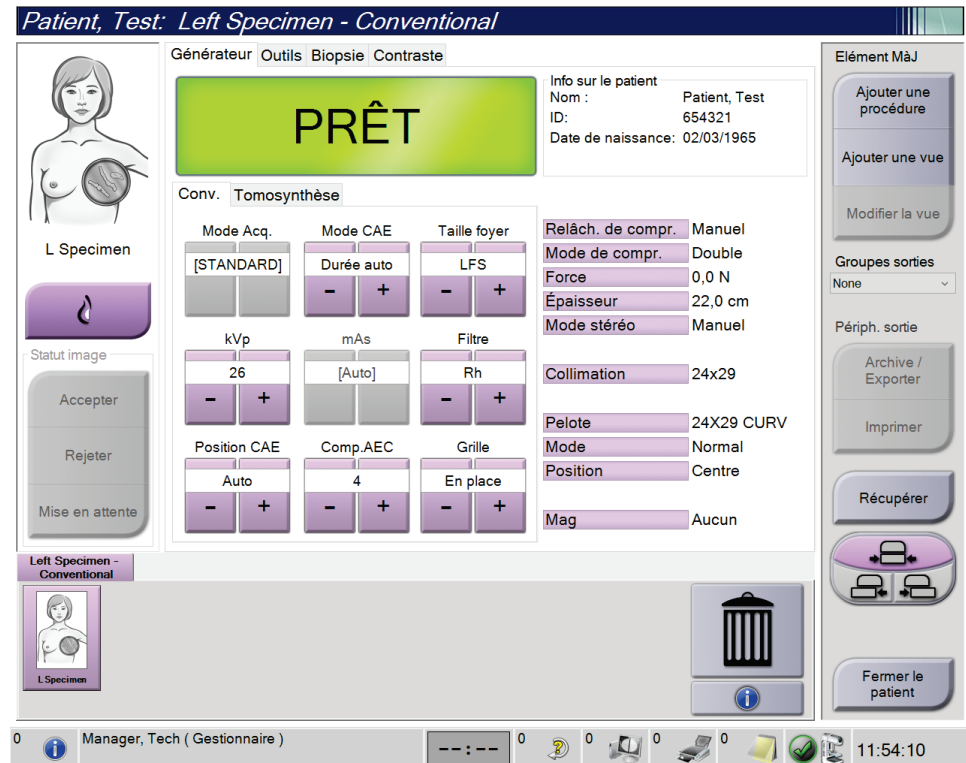 Patient, Test: Left Specimen - Conventional
Générateur Outils Biopsie Contraste
PRÊT
Info sur le patient
Nom : Patient, Test
ID: 654321
Date de naissance: 02/03/1965
L Specimen
Statut image
Accepter
Rejeter
Mise en attente
Conv. Tomosynthèse
Mode Acq. Mode CAE Taille foyer
[STANDARD] Durée auto LFS
- + - +
kVp mAs Filtre
26 [Auto] Rh
- + - +
Position CAE Comp.AEC Grille
Auto 4 En place
- + - + - +
Relâch. de compr. Manuel
Mode de compr. Double
Force 0,0 N
Épaisseur 22,0 cm
Mode stéréo Manuel
Collimation 24x29
Pelote 24X29 CURV
Mode Normal
Position Centre
Mag Aucun
Elément MàJ
Ajouter une
procédure
Ajouter une vue
Modifier la vue
Groupes sorties
None
Périph. sortie
Archive /
Exporter
Imprimer
Récupérer
Fermer le
patient
Left Specimen -
Conventional
L Specimen
0 Manager, Tech ( Gestionnaire ) --:-- 0 0 0 0 11:54:10